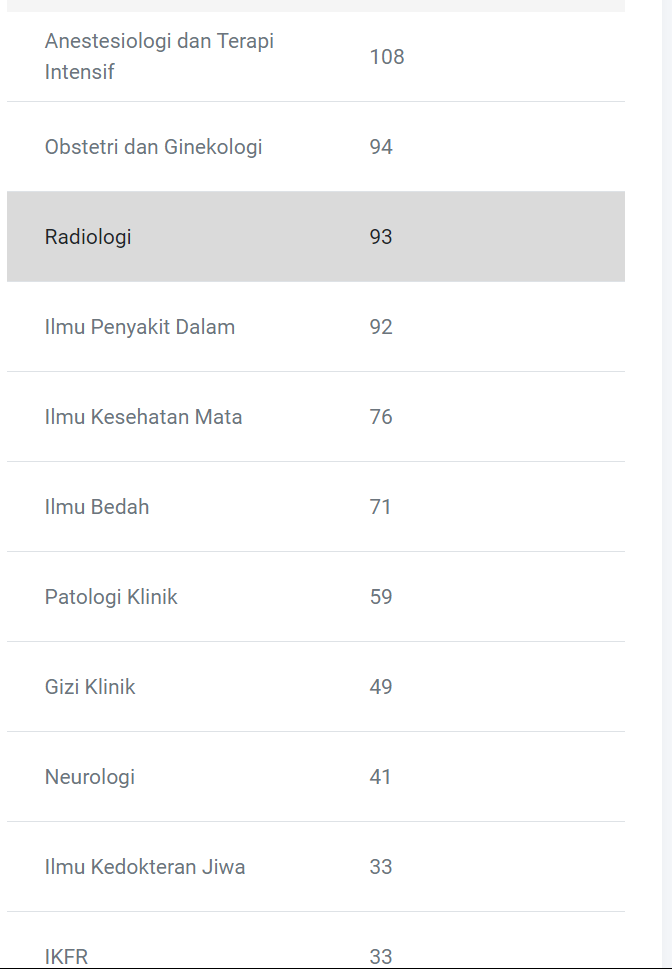 Anestesiologi dan Terapi
Intensif
108
Obstetri dan Ginekologi 94
Radiologi 93
Ilmu Penyakit Dalam 92
Ilmu Kesehatan Mata 76
Ilmu Bedah 71
Patologi Klinik 59
Gizi Klinik 49
Neurologi 41
Ilmu Kedokteran Jiwa 33
IKFR 33